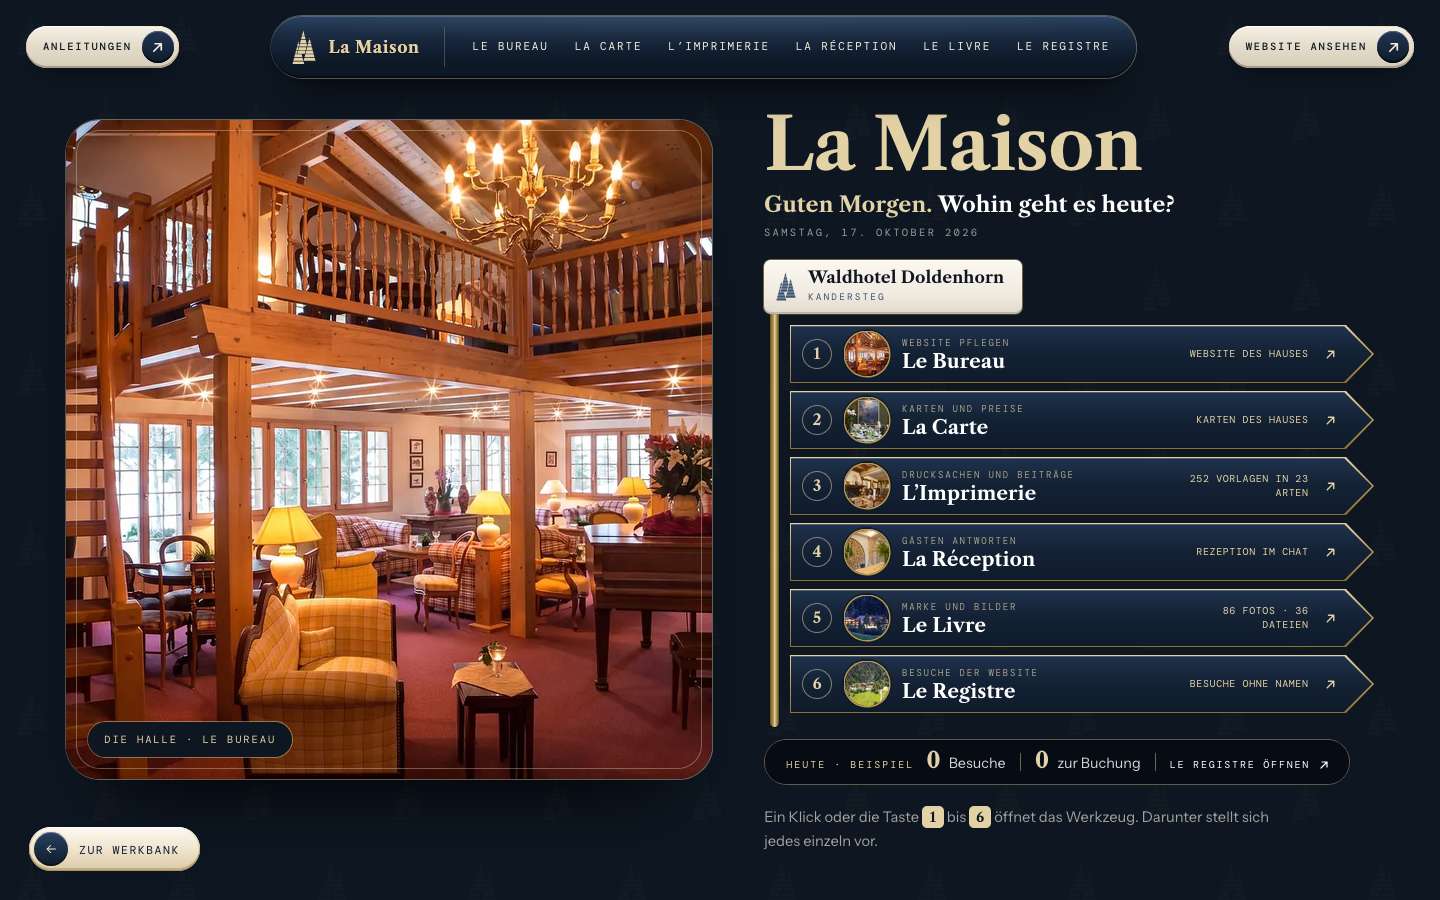 ANLEITUNGEN
La Maison
LE BUREAU
LA CARTE
L’IMPRIMERIE
LA RÉCEPTION
LE LIVRE
LE REGISTRE
WEBSITE ANSEHEN
La Maison
Guten Morgen. Wohin geht es heute?
SAMSTAG, 17. OKTOBER 2026
Waldhotel Doldenhorn
KANDERSTEG
1
WEBSITE PFLEGEN
Le Bureau
WEBSITE DES HAUSES
2
KARTEN UND PREISE
La Carte
KARTEN DES HAUSES
3
DRUCKSACHEN UND BEITRÄGE
L’Imprimerie
252 VORLAGEN IN 23
ARTEN
4
GÄSTEN ANTWORTEN
La Réception
REZEPTION IM CHAT
5
MARKE UND BILDER
Le Livre
86 FOTOS · 36
DATEIEN
6
BESUCHE DER WEBSITE
Le Registre
BESUCHE OHNE NAMEN
DIE HALLE · LE BUREAU
HEUTE · BEISPIEL 0 Besuche 0 zur Buchung LE REGISTRE ÖFFNEN
Ein Klick oder die Taste 1 bis 6 öffnet das Werkzeug. Darunter stellt sich
jedes einzeln vor.
ZUR WERKBANK